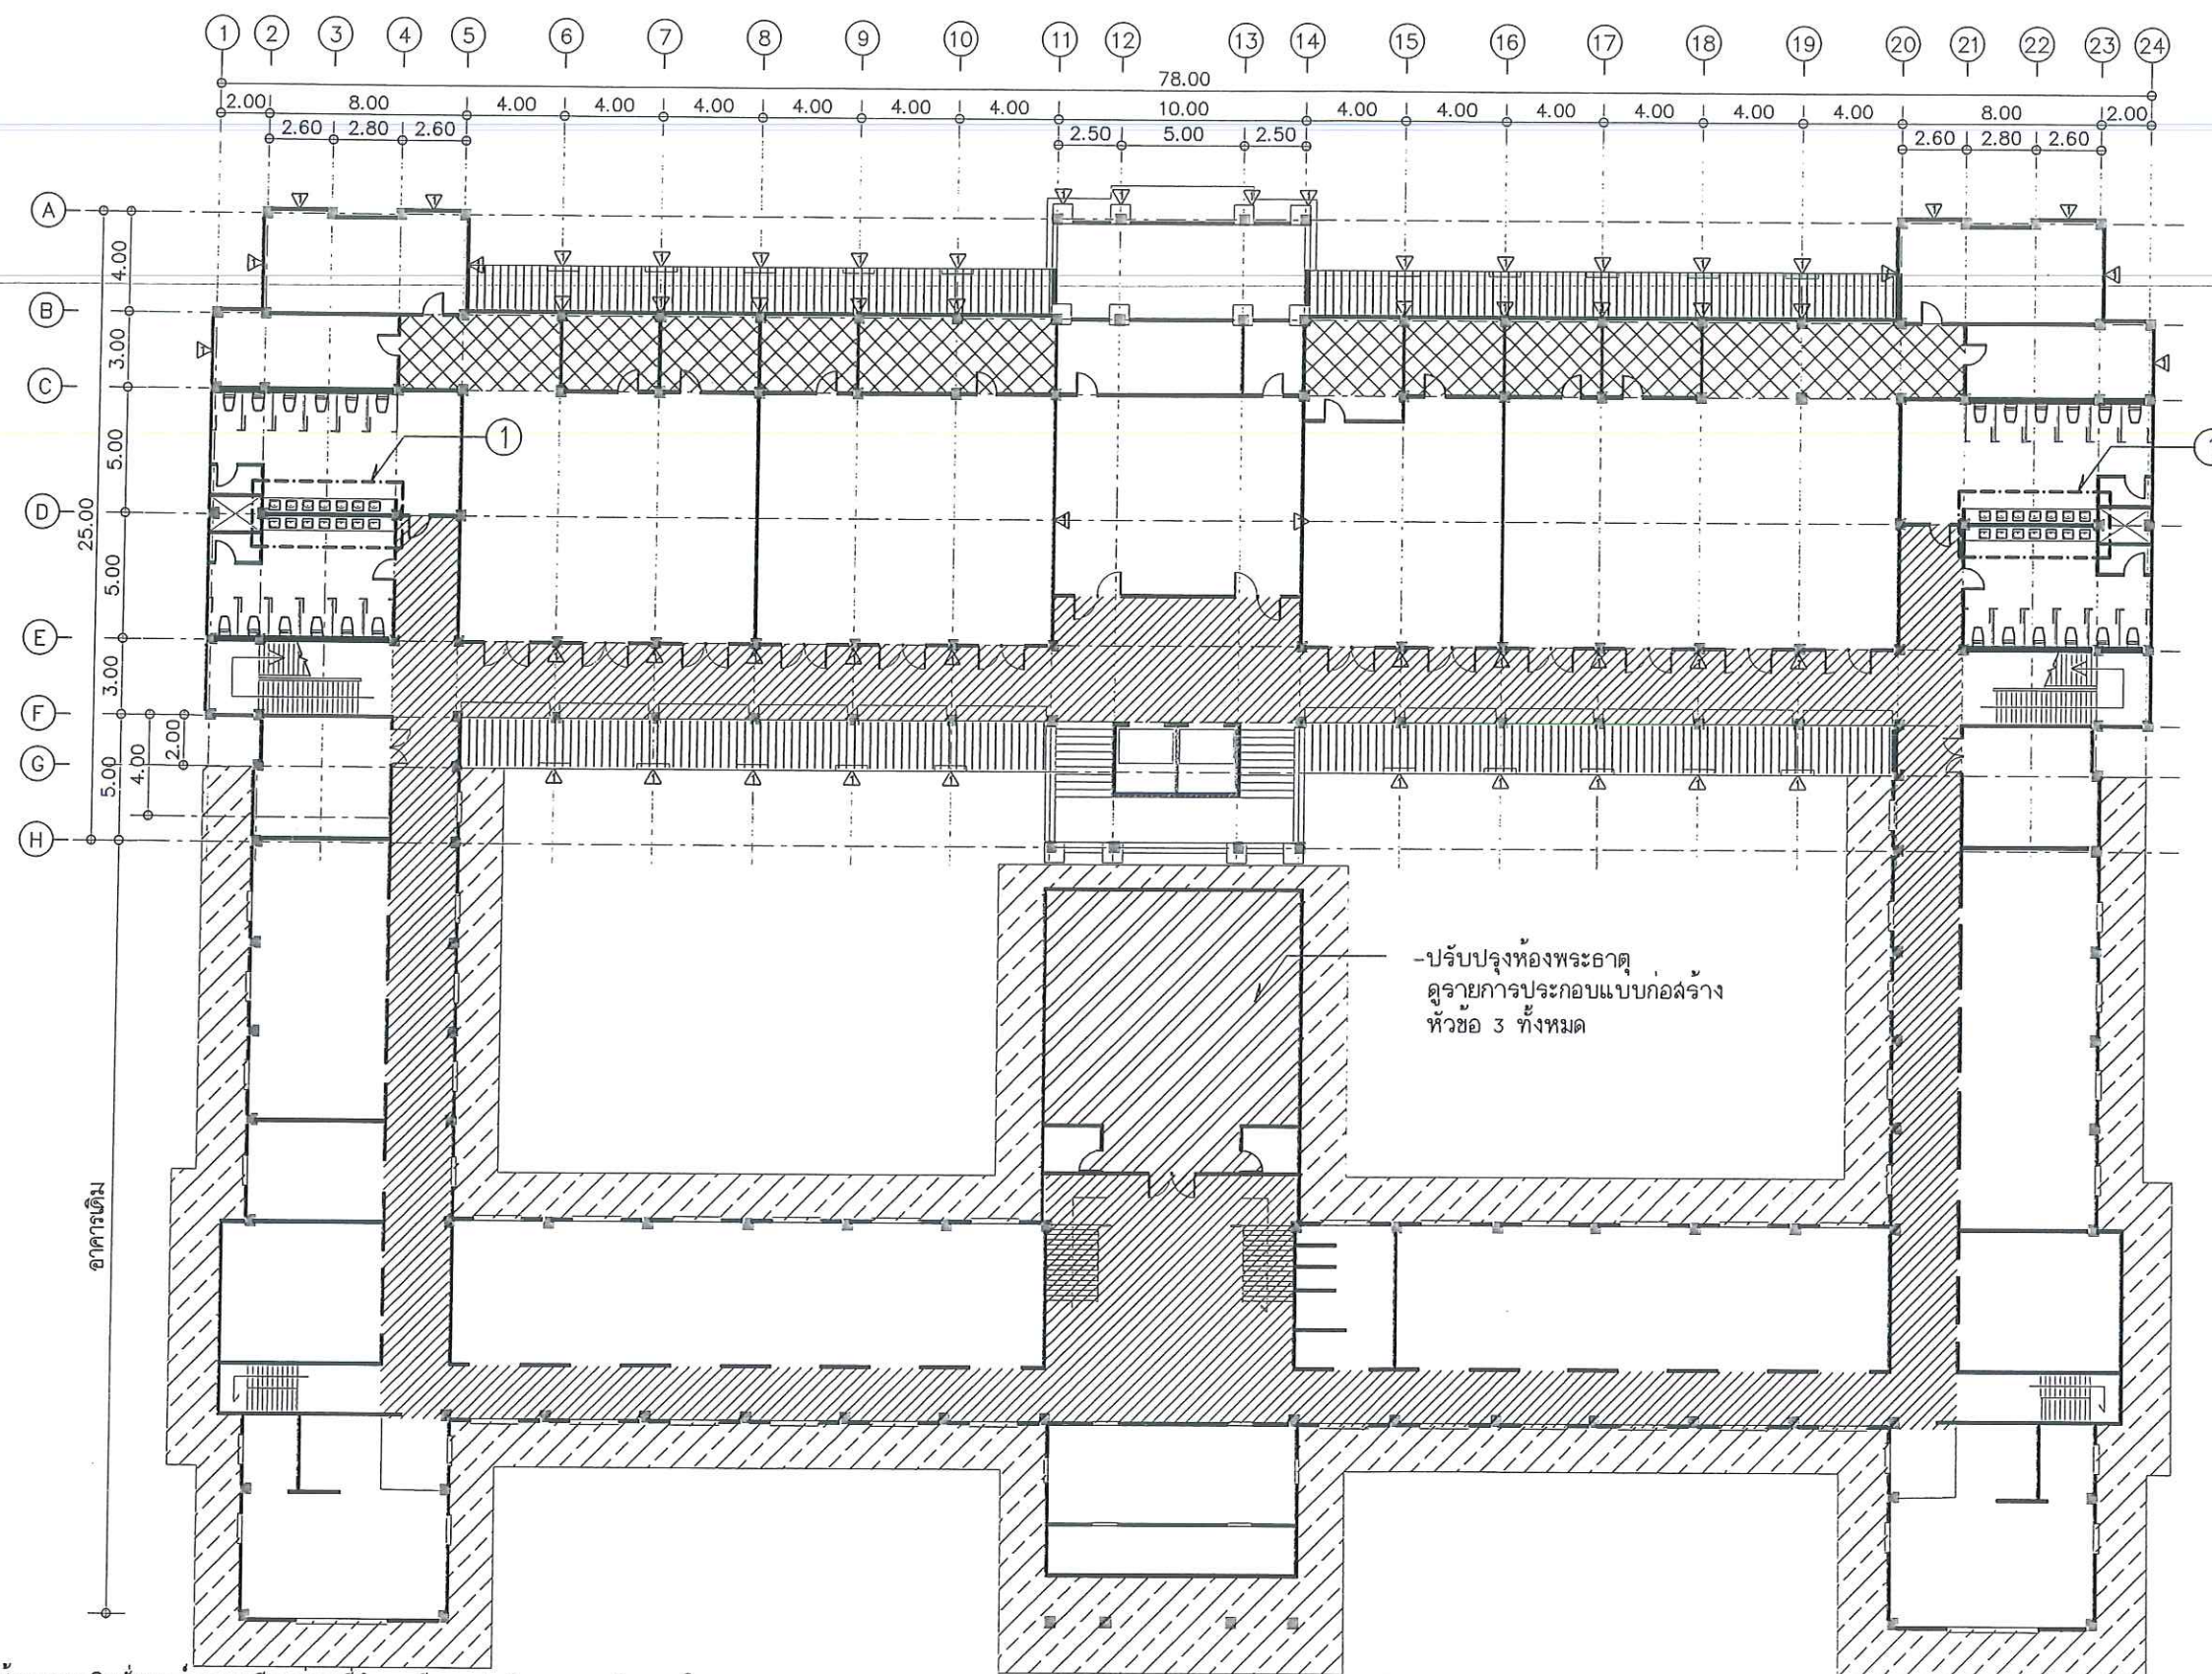 1 2 3 4 5 6 7 8 9 10 11 12 13 14 15 16 17 18 19 20 21 22 23 24
78.00
2.00 8.00 4.00 4.00 4.00 4.00 4.00 4.00 10.00 4.00 4.00 4.00 4.00 4.00 4.00 8.00 2.00
2.60 2.80 2.60 2.50 5.00 2.50 2.60 2.80 2.60
A
4.00
B
3.00
C
5.00
1
D
25.00
5.00
E
3.00
F
2.00
4.00
G
5.00
H
-ปรับปรุงห้องพระธาตุ
ดูรายการประกอบแบบก่อสร้าง
หัวข้อ 3 ทั้งหมด
อาคารเดิม